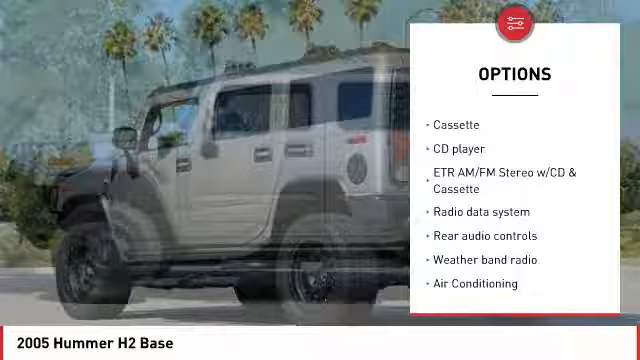 OPTIONS
Cassette
CD player
ETR AM/FM Stereo w/CD &
Cassette
Radio data system
Rear audio controls
Weather band radio
Air Conditioning
2005 Hummer H2 Base